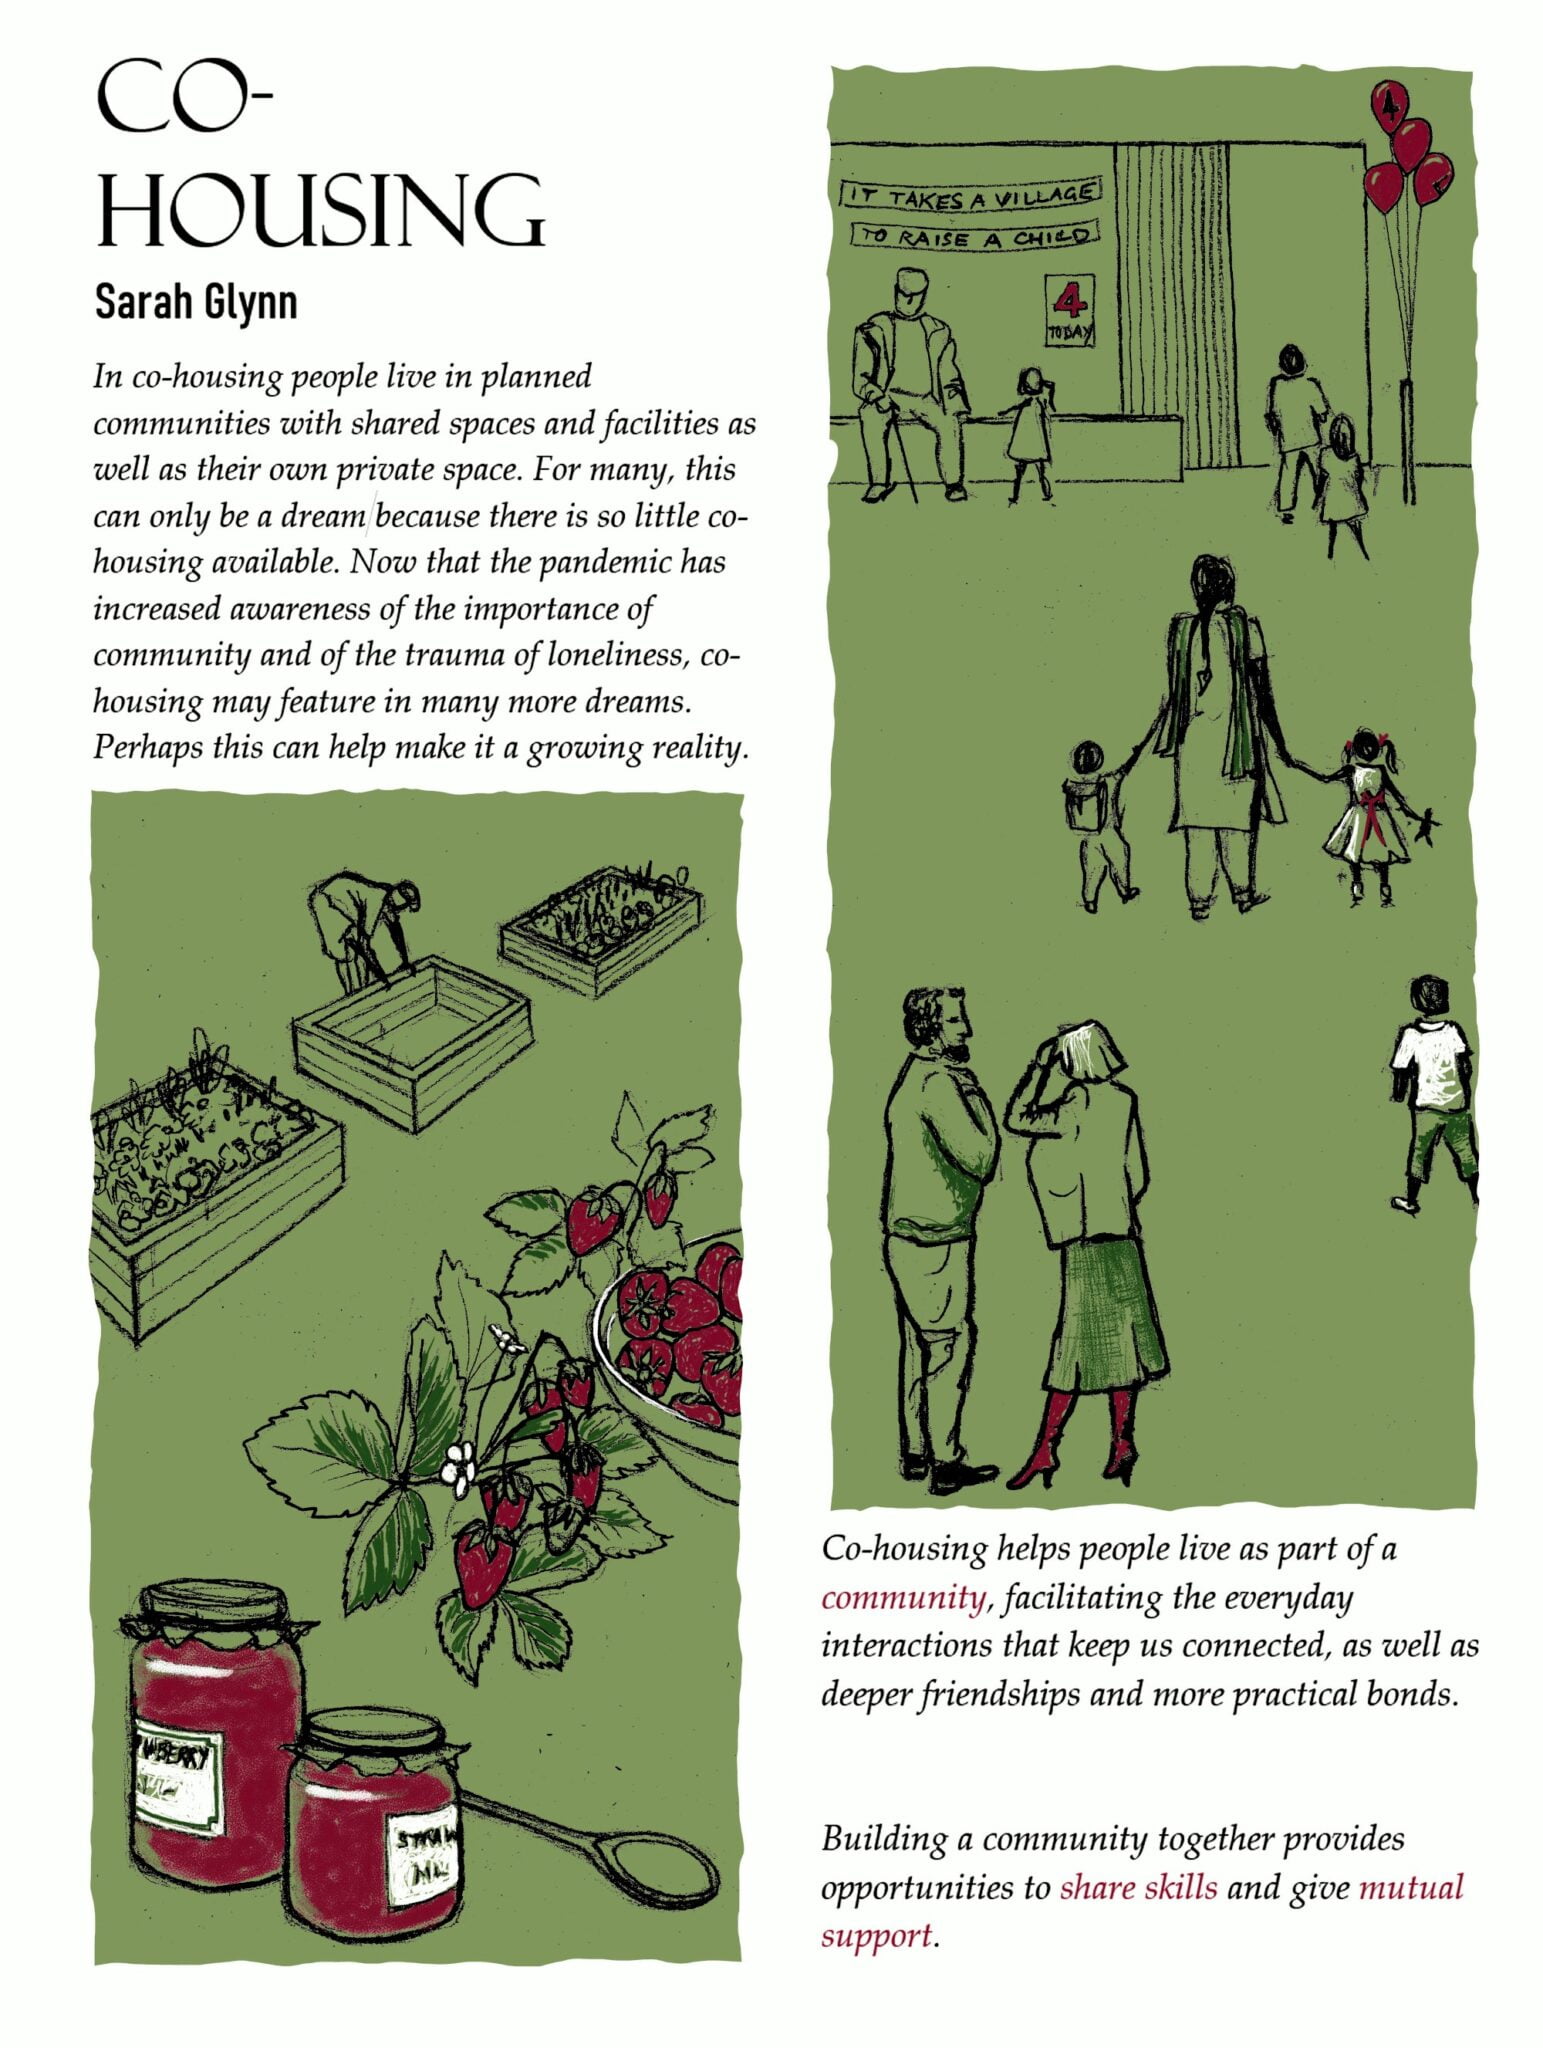 CO-
HOUSING
Sarah Glynn
In co-housing people live in planned
communities with shared spaces and facilities as
well as their own private space. For many, this
can only be a dream because there is so little co-
housing available. Now that the pandemic has
increased awareness of the importance of
community and of the trauma of loneliness, co-
housing may feature in many more dreams.
Perhaps this can help make it a growing reality.
WBERRY
STRAW
4
IT TAKES A VILLAGE
TO RAISE A CHILD
4
TODAY
Co-housing helps people live as part of a
community, facilitating the everyday
interactions that keep us connected, as well as
deeper friendships and more practical bonds.
Building a community together provides
opportunities to share skills and give mutual
support.